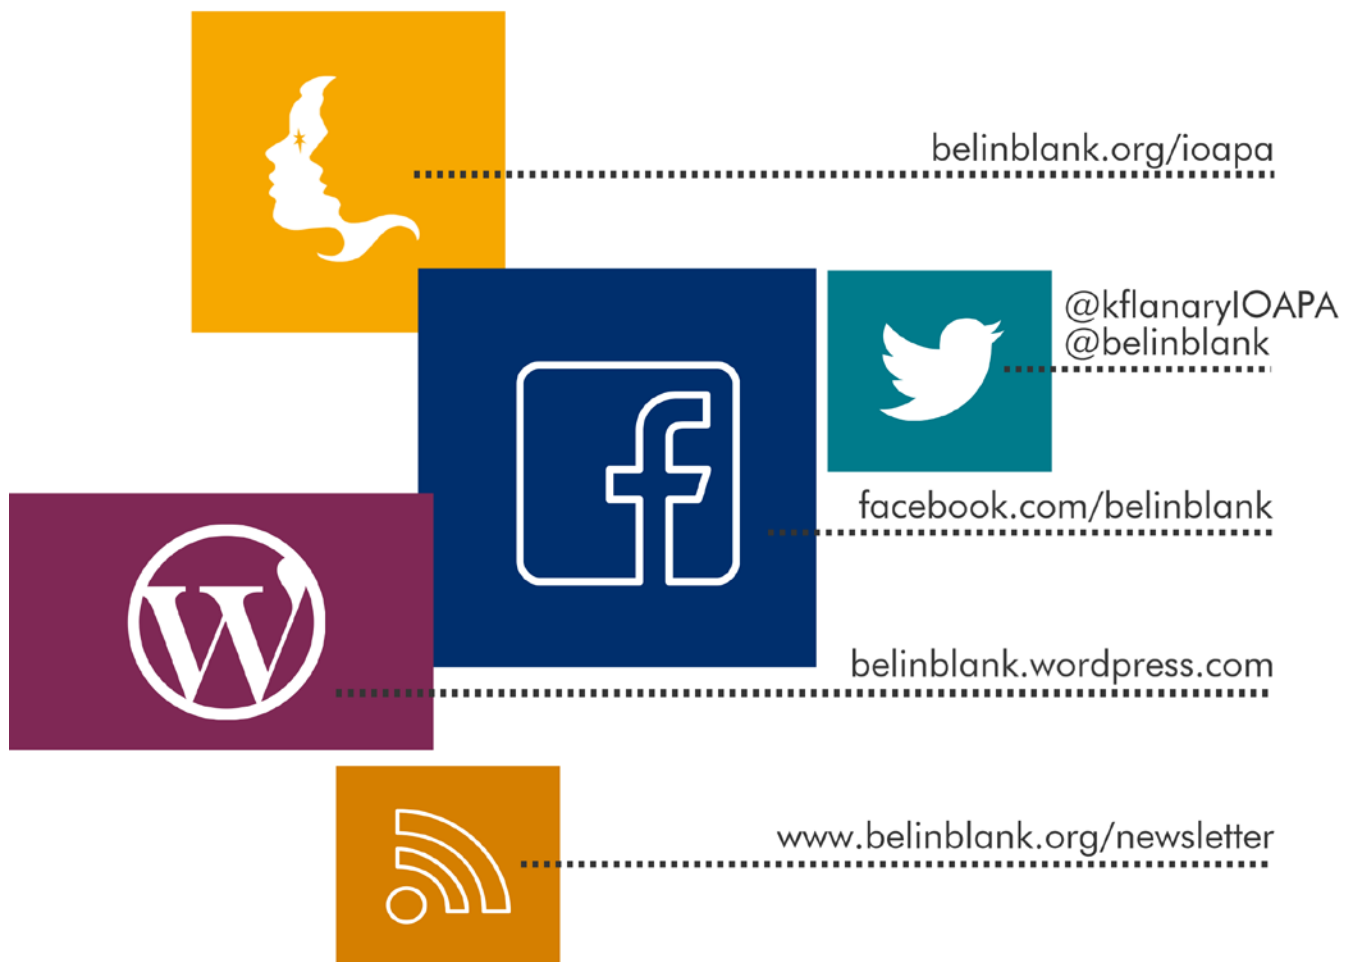 belinblank.org/ioapa
@kflanaryIOAPA
@belinblank
facebook.com/belinblank
belinblank.wordpress.com
www.belinblank.org/newsletter